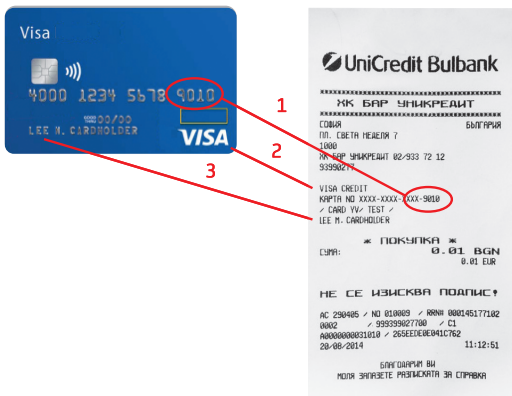 Visa
4000 1234 5678 9010
00/00
LEE M. CARDHOLDER
VISA
1
2
3
UniCredit Bulbank
ХК БАР УНИКРЕДИТ
СОФИЯ БЪЛГАРИЯ
ПЛ. СВЕТА НЕДЕЛЯ 7
1000
ЖК БАР УНИКРЕДИТ 02/933 72 12
93990277
VISA CREDIT
КАРТА NO XXXX-XXXX-XXXX-9010
/ CARD YV/ TEST /
LEE M. CARDHOLDER
* ПОКУПКА *
СУМА: 0.01 BGN
0.01 EUR
НЕ СЕ ИЗИСКВА ПОДПИС!
AC 290405 / NO 010009 / RRN# 000145177102
0002 / 999399027700 / C1
A0000000031010 / 265EEDE0E041C762
20/08/2014 11:12:51
БЛАГОДАРИМ ВИ
МОЛЯ ЗАПАЗЕТЕ РАЗПИСКАТА ЗА СПРАВКА